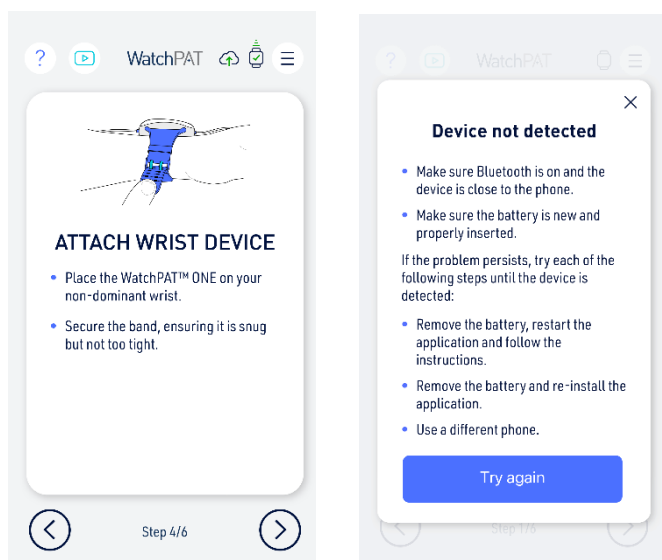 ? WatchPAT
ATTACH WRIST DEVICE
• Place the WatchPAT™ ONE on your
non-dominant wrist.
• Secure the band, ensuring it is snug
but not too tight.
Step 4/6
? WatchPAT
Device not detected
• Make sure Bluetooth is on and the
device is close to the phone.
• Make sure the battery is new and
properly inserted.
If the problem persists, try each of the
following steps until the device is
detected:
• Remove the battery, restart the
application and follow the
instructions.
• Remove the battery and re-install the
application.
• Use a different phone.
Try again
Step 1/6